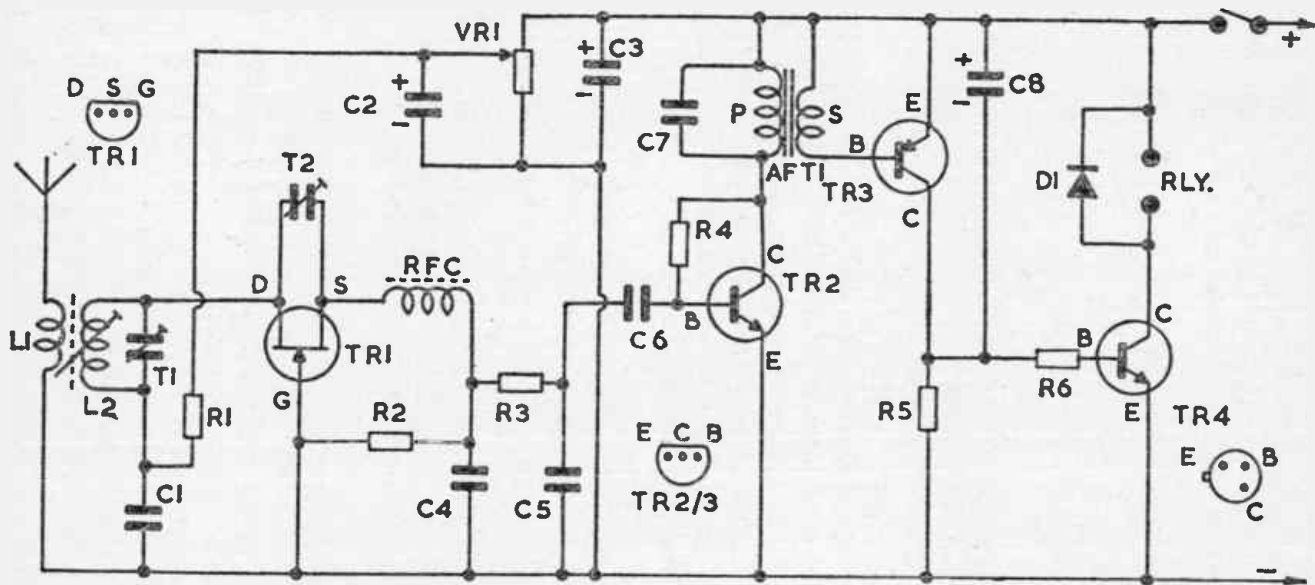 VR1
+ C3
-
+
C2
-
D S G
TR1
T2
P S
C7
AFT1
E
B
TR3
C
+
C8
-
D1
RLY.
+
R4
D S
RFC
C
TR2
B
C6
E
L1
T1
TR1
L2
R1
G
R2
R3
R5
R6
B
C
E
TR4
C1
C4
C5
E C B
TR2/3
E
B
C
-